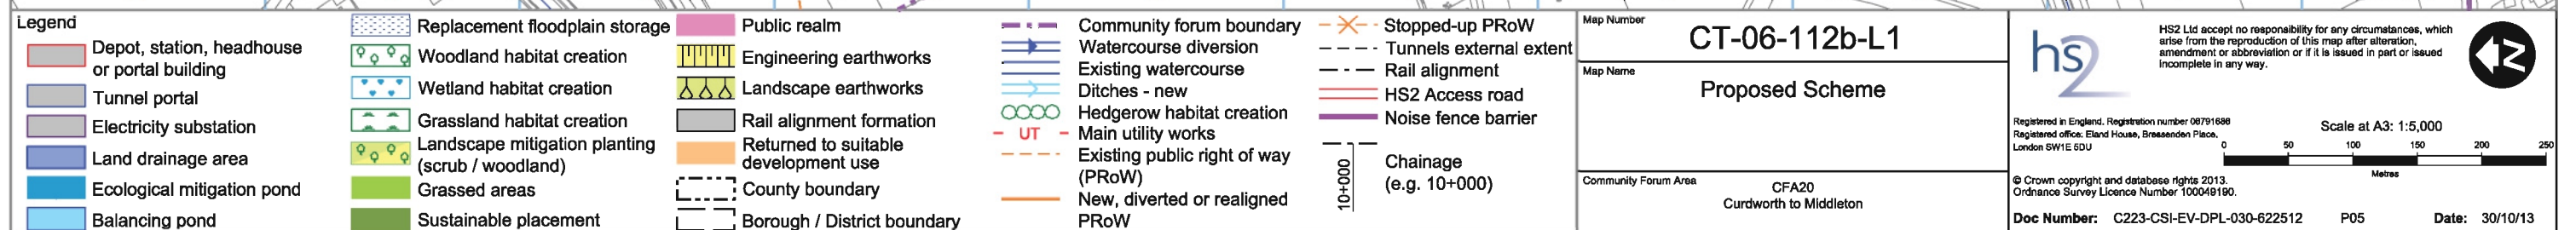 Legend
Depot, station, headhouse
or portal building
Tunnel portal
Electricity substation
Land drainage area
Ecological mitigation pond
Balancing pond
Replacement floodplain storage
Woodland habitat creation
Wetland habitat creation
Grassland habitat creation
Landscape mitigation planting
(scrub / woodland)
Grassed areas
Sustainable placement
Public realm
Engineering earthworks
Landscape earthworks
Rail alignment formation
Returned to suitable
development use
County boundary
Borough / District boundary
Community forum boundary
Watercourse diversion
Existing watercourse
Ditches - new
Hedgerow habitat creation
UT Main utility works
Existing public right of way
(PRoW)
New, diverted or realigned
PRoW
Stopped-up PRoW
Tunnels external extent
Rail alignment
HS2 Access road
Noise fence barrier
10+000
Chainage
(e.g. 10+000)
Map Number
CT-06-112b-L1
Map Name
Proposed Scheme
Community Forum Area
CFA20
Curdworth to Middleton
hs2
HS2 Ltd accept no responsibility for any circumstances, which
arise from the reproduction of this map after alteration,
amendment or abbreviation or if it is issued in part or issued
incomplete in any way.
N
Registered in England. Registration number 06791686
Registered office: Eland House, Bressenden Place,
London SW1E 5DU
Scale at A3: 1:5,000
0 50 100 150 200 250
Metres
© Crown copyright and database rights 2013.
Ordnance Survey Licence Number 100049190.
Doc Number: C223-CSI-EV-DPL-030-622512 P05 Date: 30/10/13